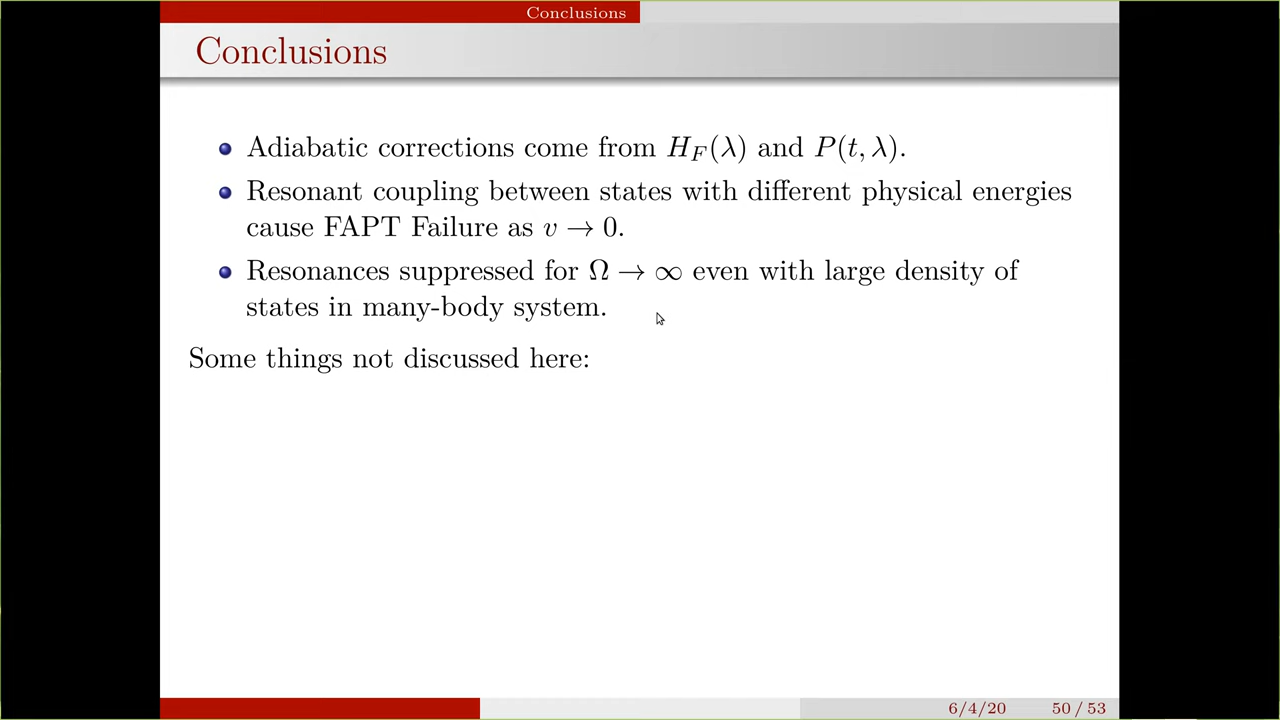 Conclusions
Conclusions
Adiabatic corrections come from H_F(λ) and P(t, λ).
Resonant coupling between states with different physical energies
cause FAPT Failure as v → 0.
Resonances suppressed for Ω → ∞ even with large density of
states in many-body system.
Some things not discussed here:
6/4/20 50 / 53